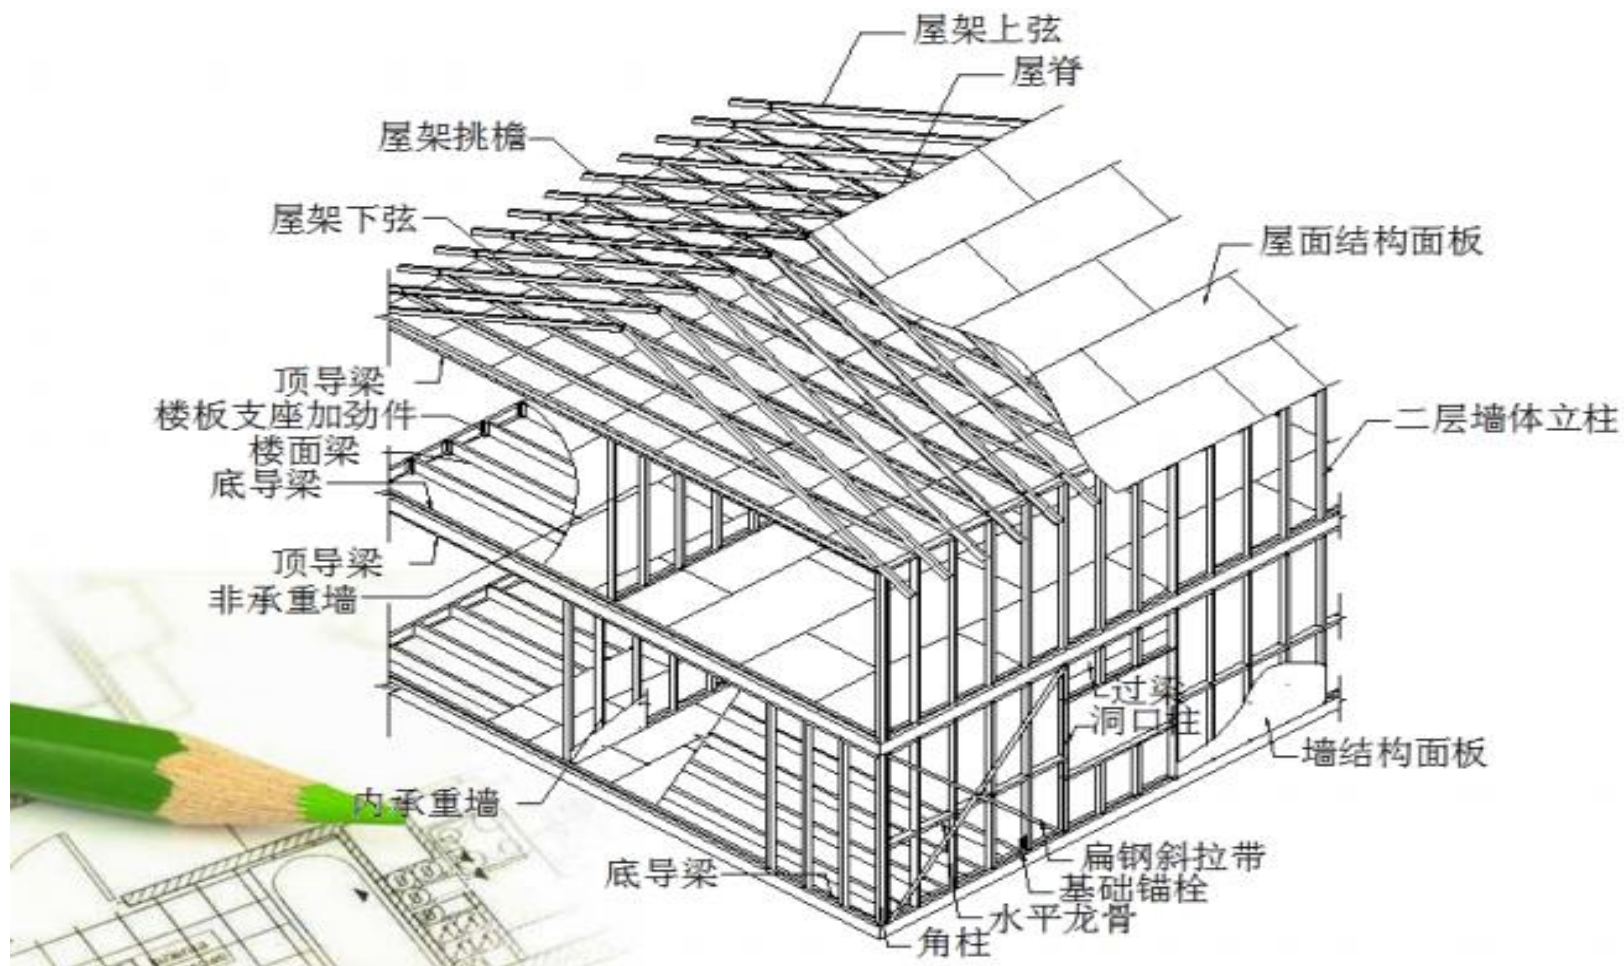 屋架上弦
屋脊
屋架挑檐
屋架下弦
屋面结构面板
顶导梁
楼板支座加劲件
二层墙体立柱
楼面梁
底导梁
顶导梁
非承重墙
过梁
洞口柱
墙结构面板
内承重墙
底导梁
扁钢斜拉带
基础锚栓
水平龙骨
角柱